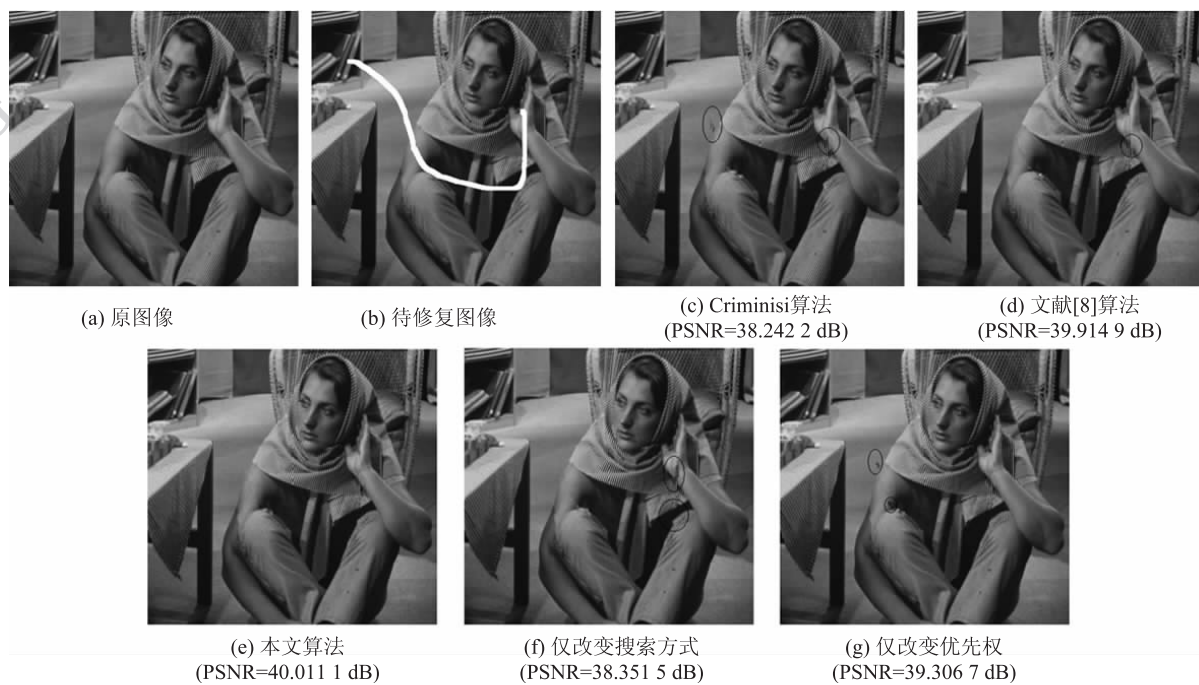 (a) 原图像
(b) 待修复图像
(c) Criminisi算法
(PSNR=38.242 2 dB)
(d) 文献[8]算法
(PSNR=39.914 9 dB)
(e) 本文算法
(PSNR=40.011 1 dB)
(f) 仅改变搜索方式
(PSNR=38.351 5 dB)
(g) 仅改变优先权
(PSNR=39.306 7 dB)